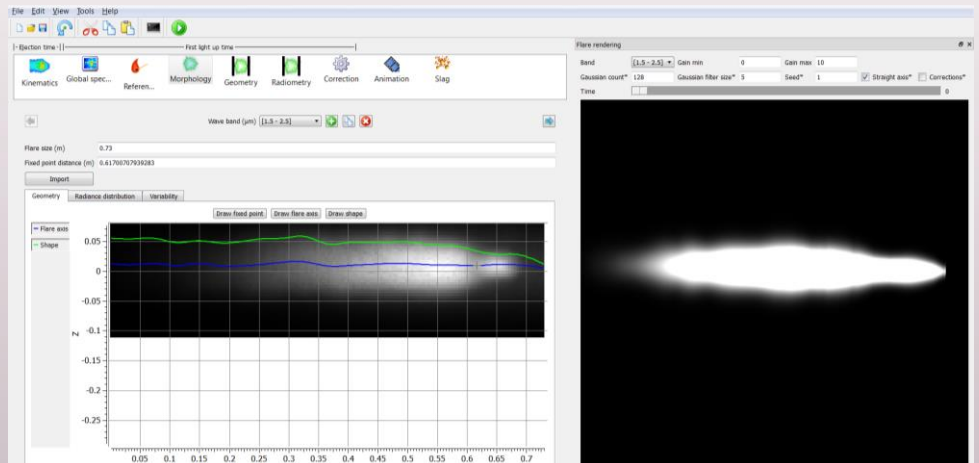 File Edit View Tools Help
|-Ejection time-||
First light up time
Kinematics
Global spec...
Referen...
Morphology
Geometry
Radiometry
Correction
Animation
Slag
Wave band (µm) [1.5 - 2.5]
Flare size (m) 0.73
Fixed point distance (m) 0.61700707939283
Import
Geometry Radiance distribution Variability
Draw fixed point Draw flare axis Draw shape
Flare axis
Shape
0.05
0
-0.05
-0.1
-0.15
-0.2
-0.25
Z
0.05 0.1 0.15 0.2 0.25 0.3 0.35 0.4 0.45 0.5 0.55 0.6 0.65 0.7
Flare rendering
Band [1.5 - 2.5] Gain min 0 Gain max 10
Gaussian count* 128 Gaussian filter size* 5 Seed* 1 Straight axis* Corrections*
Time 0